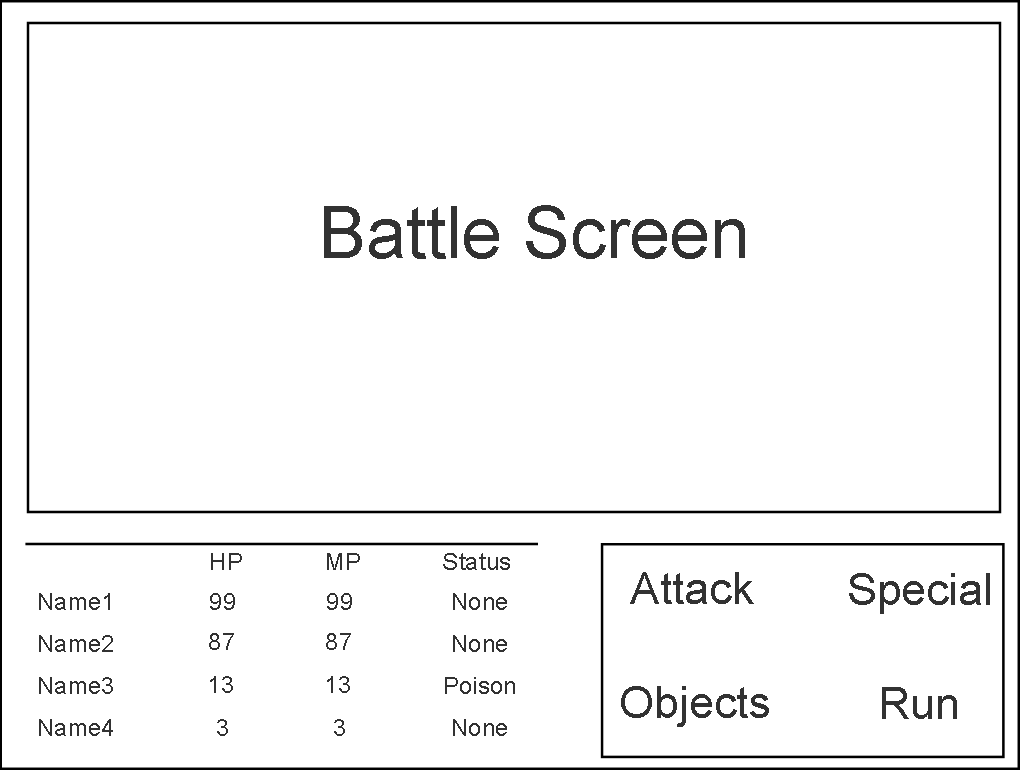 Battle Screen
HP MP Status
Name1 99 99 None
Name2 87 87 None
Name3 13 13 Poison
Name4 3 3 None
Attack Special
Objects Run